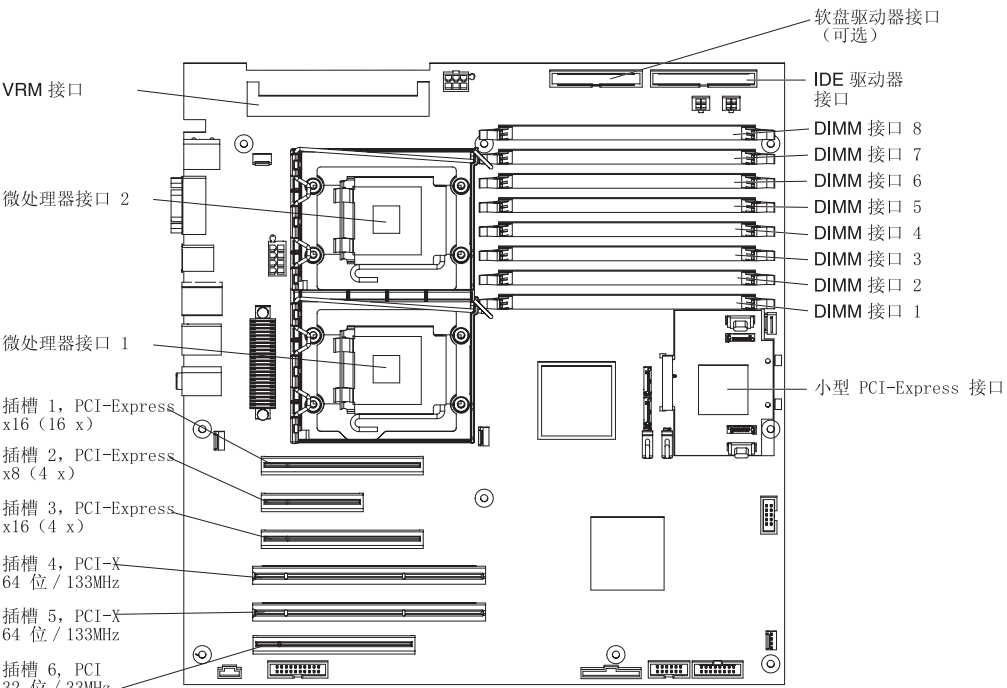 软盘驱动器接口
（可选）
VRM 接口
IDE 驱动器
接口
DIMM 接口 8
DIMM 接口 7
DIMM 接口 6
微处理器接口 2
DIMM 接口 5
DIMM 接口 4
DIMM 接口 3
DIMM 接口 2
DIMM 接口 1
微处理器接口 1
小型 PCI-Express 接口
插槽 1，PCI-Express
x16（16 x）
插槽 2，PCI-Express
x8（4 x）
插槽 3，PCI-Express
x16（4 x）
插槽 4，PCI-X
64 位／133MHz
插槽 5，PCI-X
64 位／133MHz
插槽 6，PCI
32 位／33MHz